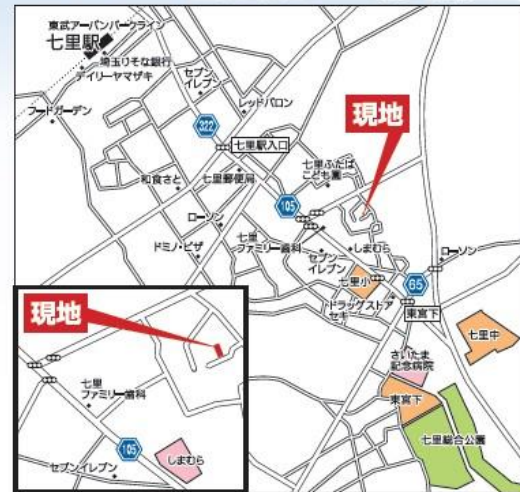 東武アーバンパークライン
七里駅
埼玉りそな銀行
デイリーヤマザキ
セブン
イレブン
フードガーデン
レッドバロン
322
七里駅入口
現地
和食さと
七里郵便局
七里ふたば
こども園
105
ローソン
ドミノ・ピザ
七里
ファミリー歯科
セブン
イレブン
しまむら
ローソン
七里小
65
ドラッグストア
セキ
東宮下
七里中
さいたま
記念病院
東宮下
七里総合公園
現地
七里
ファミリー歯科
105
しまむら
セブンイレブン